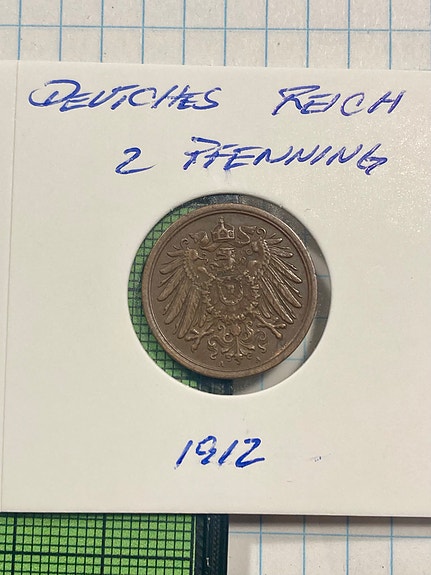 DEUTCHES REICH
2 PFENNING
1912